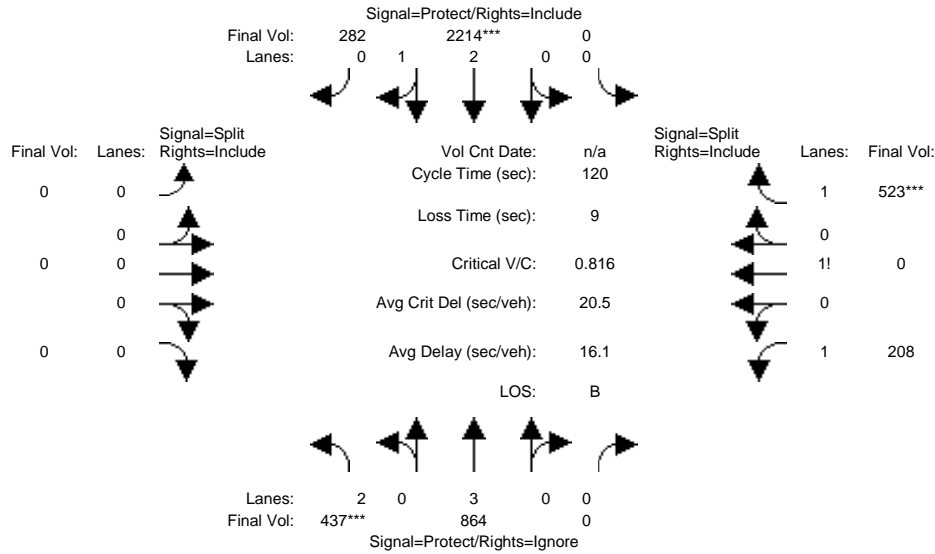 Signal=Protect/Rights=Include
Final Vol: 282 2214*** 0
Lanes: 0 1 2 0 0
Signal=Split Signal=Split
Final Vol: Lanes: Rights=Include Vol Cnt Date: n/a Rights=Include Lanes: Final Vol:
Cycle Time (sec): 120
0 0 1 523***
Loss Time (sec): 9
0 0
0 0 Critical V/C: 0.816 1! 0
0 Avg Crit Del (sec/veh): 20.5 0
0 0 Avg Delay (sec/veh): 16.1 1 208
LOS: B
Lanes: 2 0 3 0 0
Final Vol: 437*** 864 0
Signal=Protect/Rights=Ignore